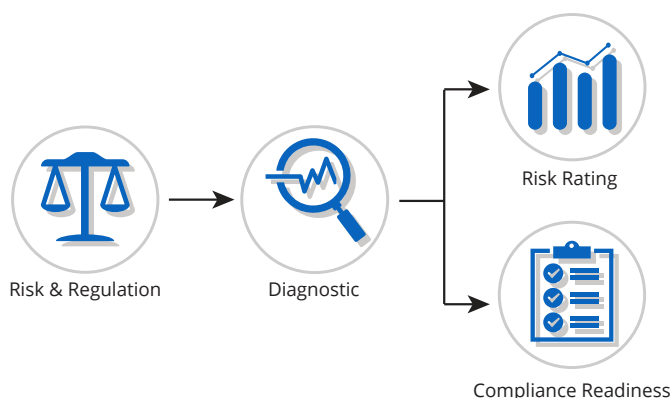 Risk & Regulation
Diagnostic
Risk Rating
Compliance Readiness